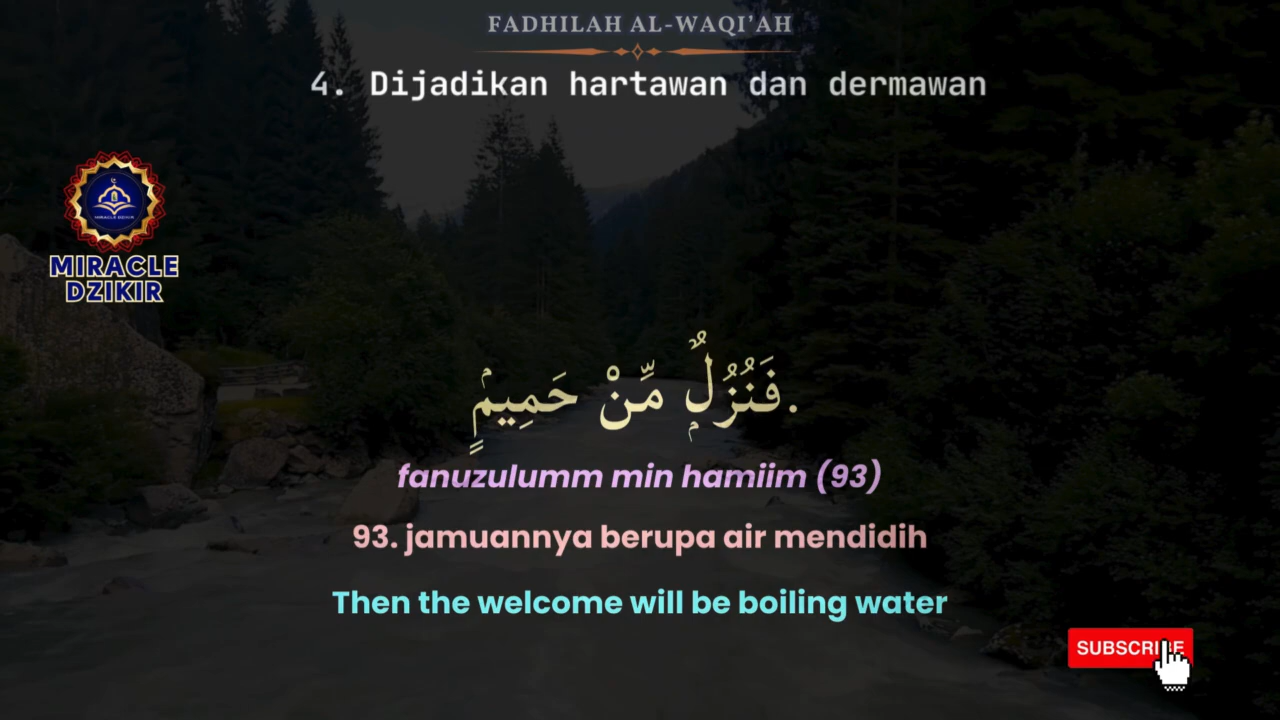 FADHILAH AL-WAQI'AH
4. Dijadikan hartawan dan dermawan
MIRACLE
DZIKIR
فَنُزُلٌۭ مِّنْ حَمِيمٍۢ.
fanuzulumm min hamiim (93)
93. jamuannya berupa air mendidih
Then the welcome will be boiling water
SUBSCRIBE